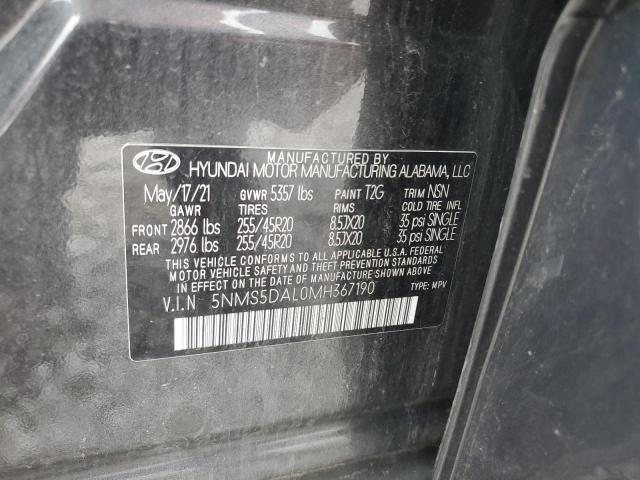 MANUFACTURED BY
HYUNDAI MOTOR MANUFACTURING ALABAMA, LLC
May/17/21 GVWR 5357 lbs PAINT T2G TRIM NSN
GAWR TIRES RIMS COLD TIRE INFL
FRONT 2866 lbs 255/45R20 8.5JX20 35 psi SINGLE
REAR 2976 lbs 255/45R20 8.5JX20 35 psi SINGLE
THIS VEHICLE CONFORMS TO ALL APPLICABLE U.S.A. FEDERAL
MOTOR VEHICLE SAFETY AND THEFT PREVENTION STANDARDS
IN EFFECT ON THE DATE OF MANUFACTURE SHOWN ABOVE.
V.I.N 5NMS5DAL0MH367190 TYPE: MPV